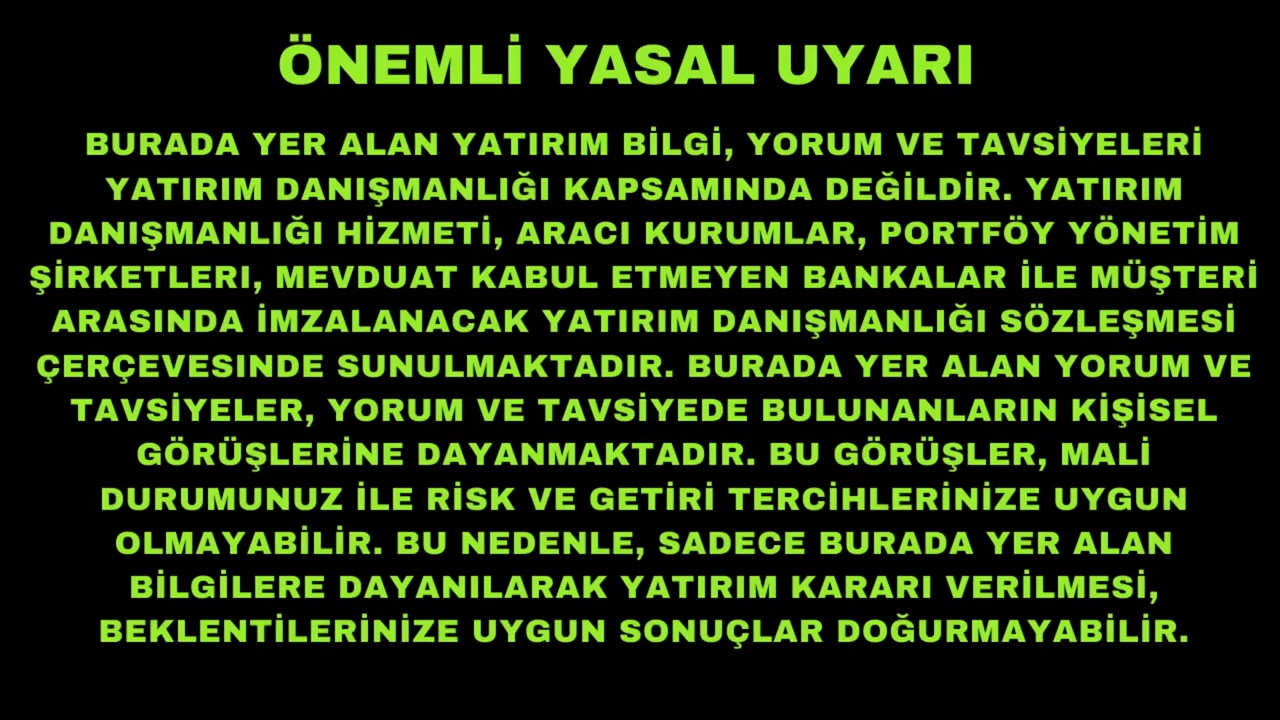 ÖNEMLİ YASAL UYARI
BURADA YER ALAN YATIRIM BİLGİ, YORUM VE TAVSİYELERİ
YATIRIM DANIŞMANLIĞI KAPSAMINDA DEĞİLDİR. YATIRIM
DANIŞMANLIĞI HİZMETİ, ARACI KURUMLAR, PORTFÖY YÖNETİM
ŞİRKETLERI, MEVDUAT KABUL ETMEYEN BANKALAR İLE MÜŞTERİ
ARASINDA İMZALANACAK YATIRIM DANIŞMANLIĞI SÖZLEŞMESİ
ÇERÇEVESINDE SUNULMAKTADIR. BURADA YER ALAN YORUM VE
TAVSİYELER, YORUM VE TAVSİYEDE BULUNANLARIN KİŞİSEL
GÖRÜŞLERİNE DAYANMAKTADIR. BU GÖRÜŞLER, MALİ
DURUMUNUZ İLE RİSK VE GETİRİ TERCİHLERİNİZE UYGUN
OLMAYABİLİR. BU NEDENLE, SADECE BURADA YER ALAN
BİLGİLERE DAYANILARAK YATIRIM KARARI VERİLMESİ,
BEKLENTİLERİNİZE UYGUN SONUÇLAR DOĞURMAYABİLİR.